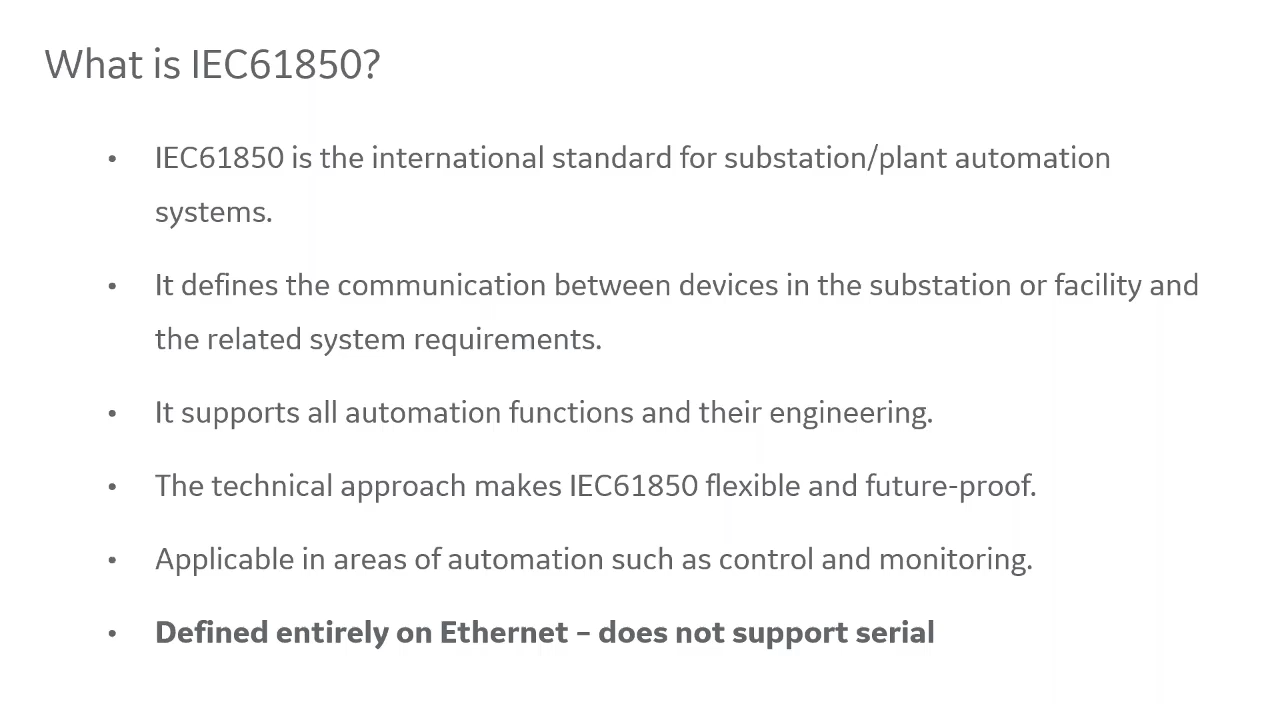 What is IEC61850?
• IEC61850 is the international standard for substation/plant automation
systems.
• It defines the communication between devices in the substation or facility and
the related system requirements.
• It supports all automation functions and their engineering.
• The technical approach makes IEC61850 flexible and future-proof.
• Applicable in areas of automation such as control and monitoring.
• Defined entirely on Ethernet – does not support serial